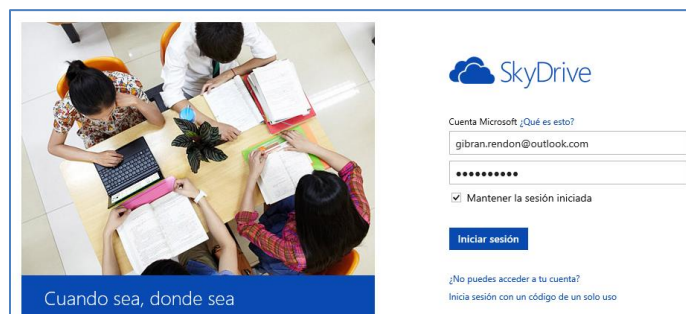 SkyDrive
Cuenta Microsoft ¿Qué es esto?
gibran.rendon@outlook.com
●●●●●●●●●●
Mantener la sesión iniciada
Iniciar sesión
¿No puedes acceder a tu cuenta?
Inicia sesión con un código de un solo uso
Cuando sea, donde sea